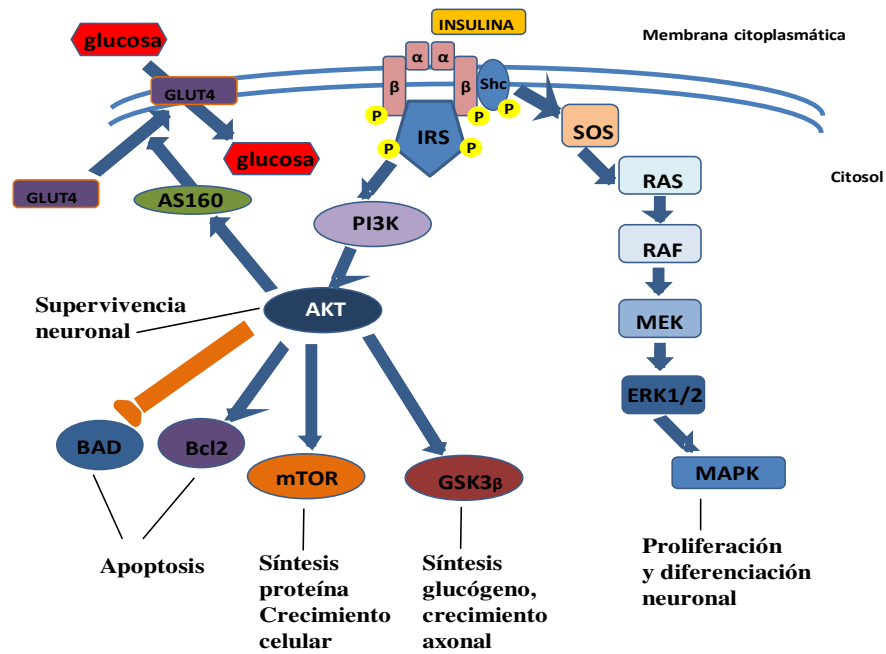 INSULINA
Membrana citoplasmática
glucosa
α α
β β
Shc
GLUT4
P P P
IRS
SOS
P P
glucosa
RAS
Citosol
GLUT4
AS160
PI3K
RAF
Supervivencia
neuronal
AKT
MEK
ERK1/2
BAD
Bcl2
mTOR
GSK3β
MAPK
Apoptosis
Síntesis
proteína
Crecimiento
celular
Síntesis
glucógeno,
crecimiento
axonal
Proliferación
y diferenciación
neuronal